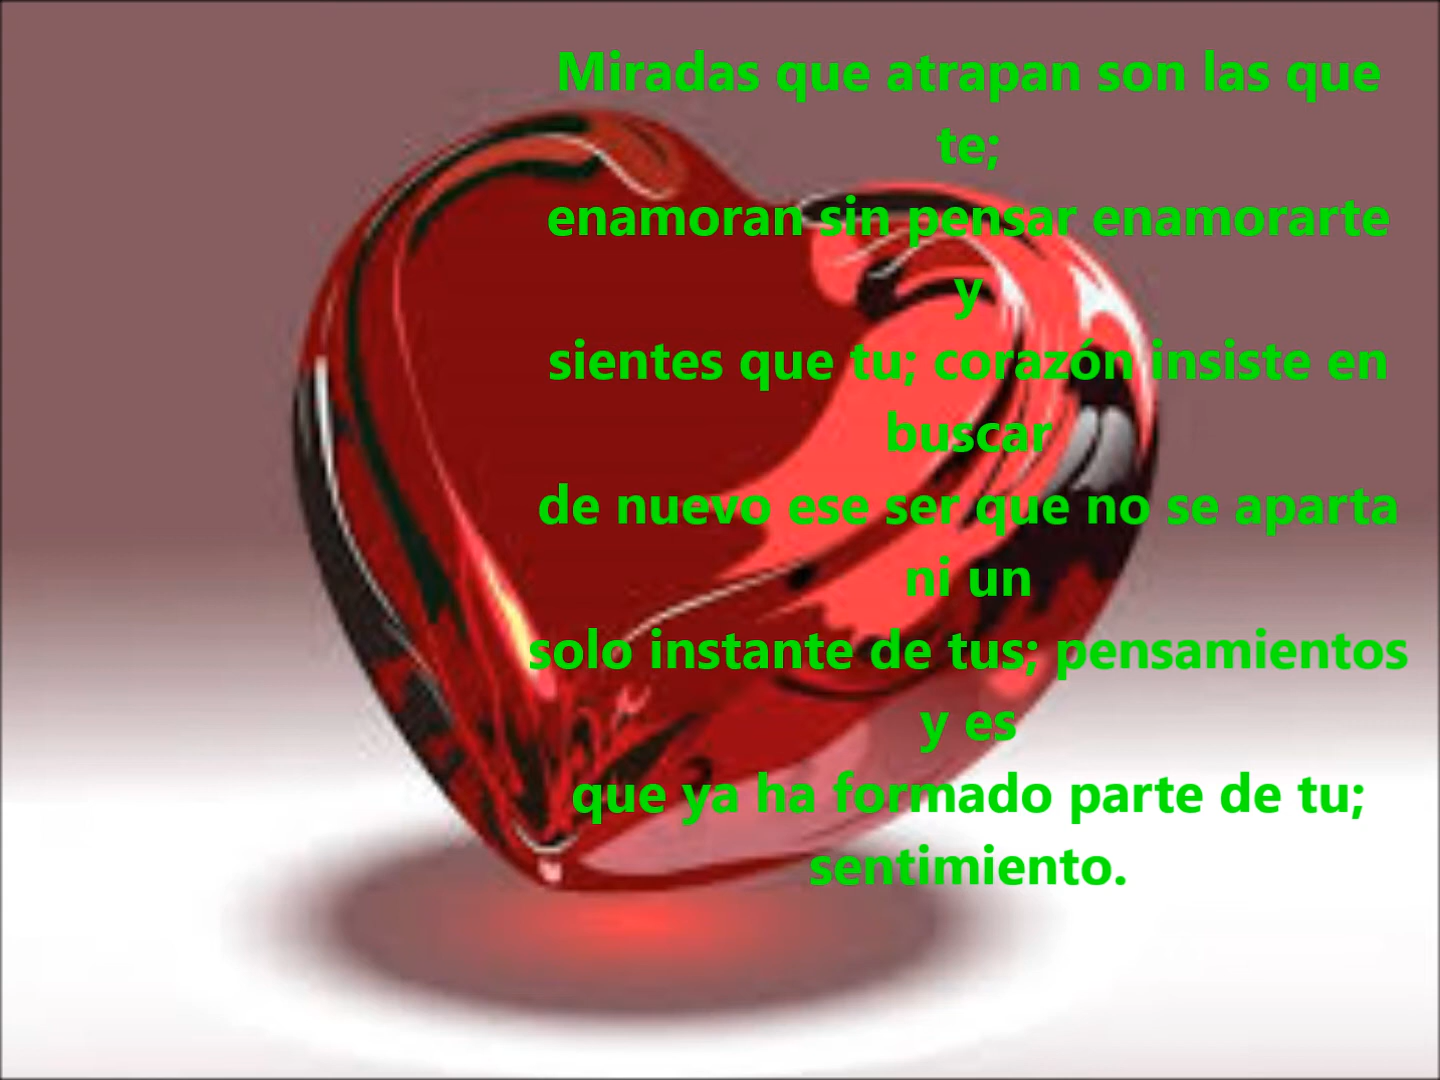 Miradas que atrapan son las que
te;
enamoran sin pensar enamorarte
y
sientes que tu; corazón insiste en
buscar
de nuevo ese ser que no se aparta
ni un
solo instante de tus; pensamientos
y es
que ya ha formado parte de tu;
sentimiento.